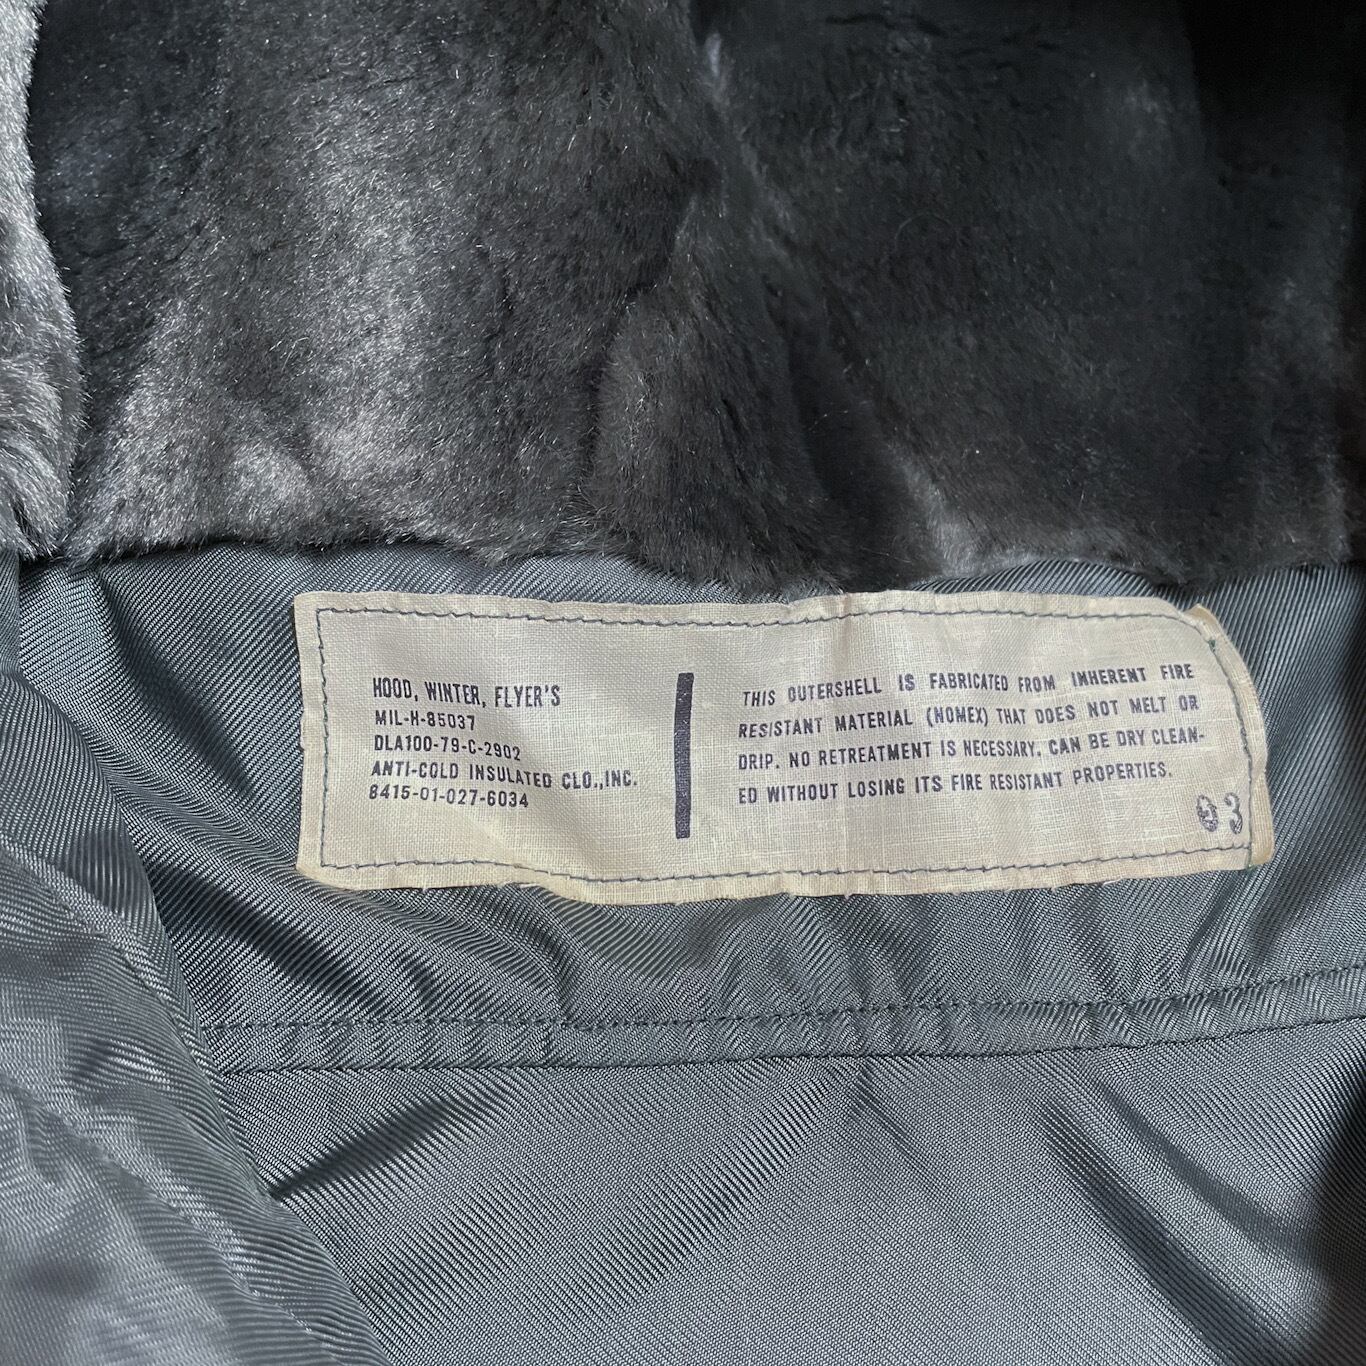 HOOD, WINTER, FLYER'S
MIL-H-85037
DLA100-79-C-2902
ANTI-COLD INSULATED CLO.,INC.
8415-01-027-6034
THIS OUTERSHELL IS FABRICATED FROM INHERENT FIRE
RESISTANT MATERIAL (NOMEX) THAT DOES NOT MELT OR
DRIP. NO RETREATMENT IS NECESSARY. CAN BE DRY CLEAN-
ED WITHOUT LOSING ITS FIRE RESISTANT PROPERTIES.